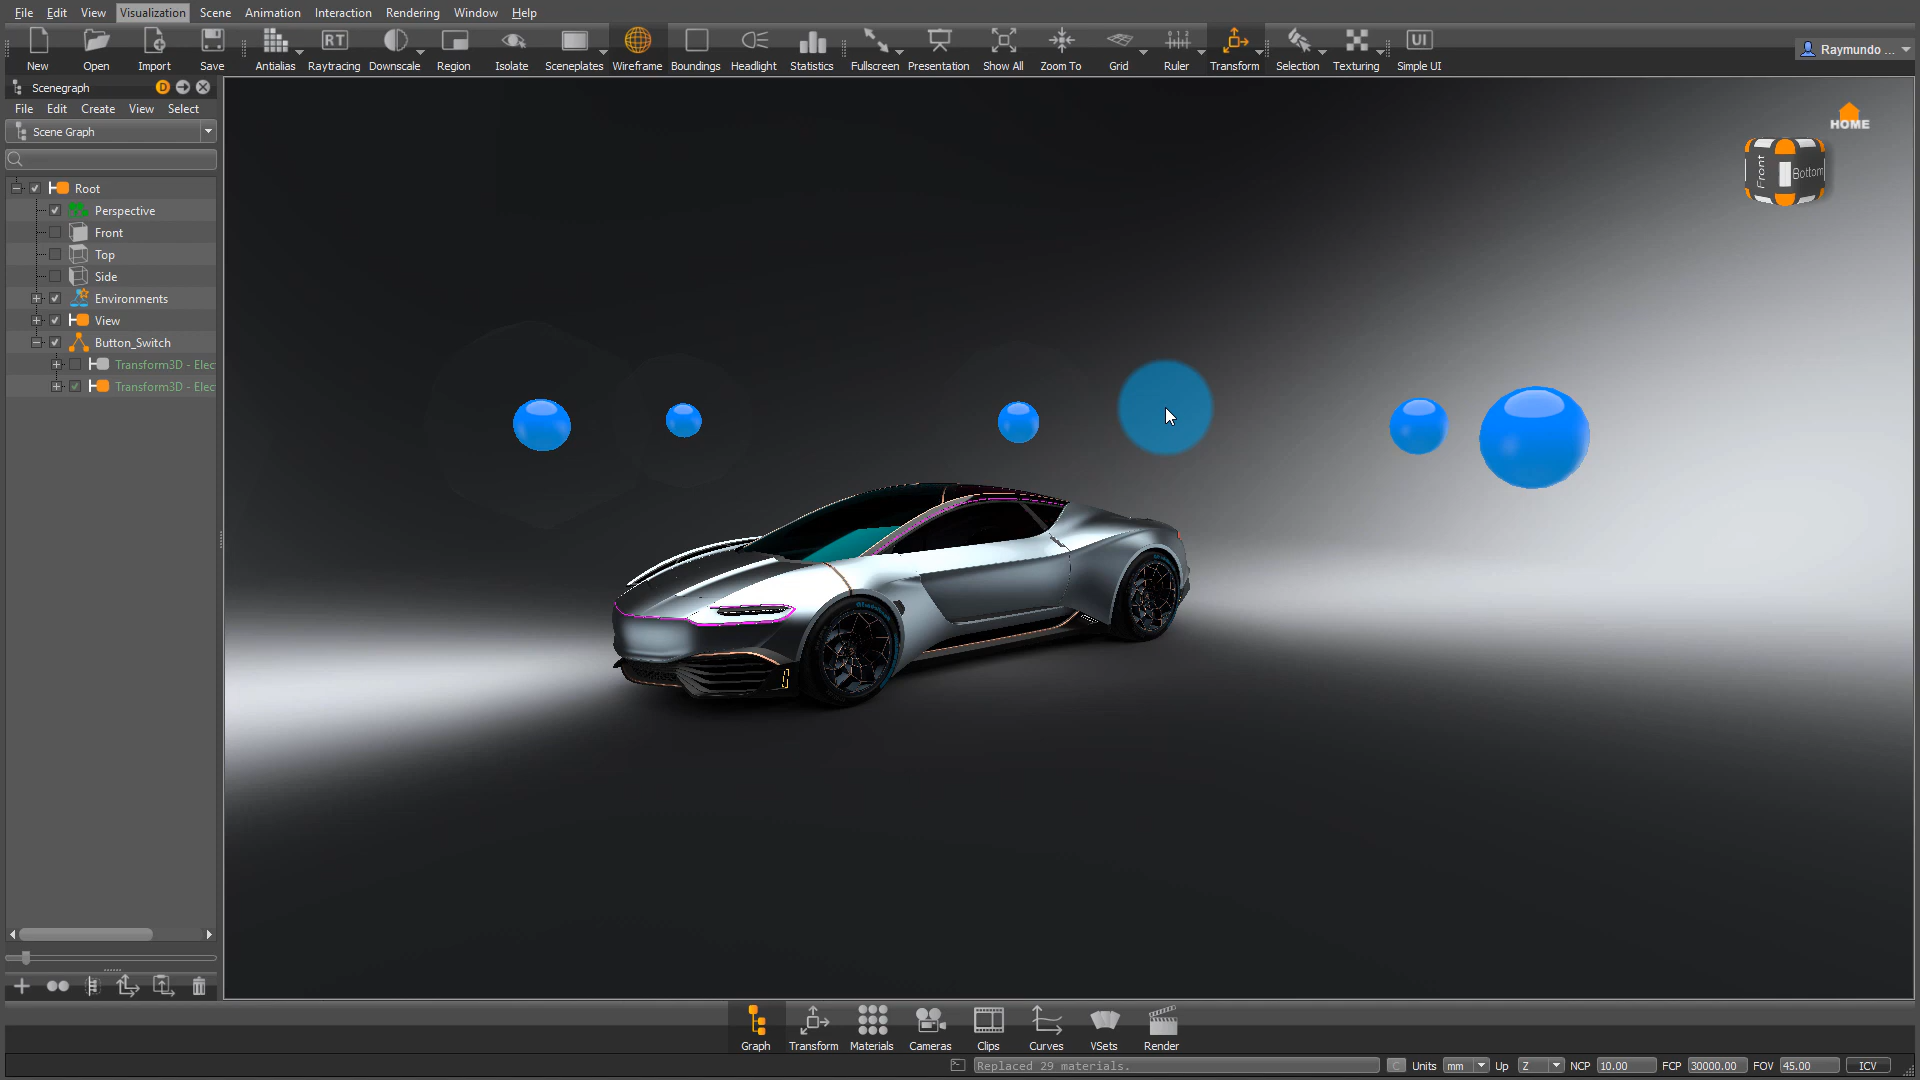 File Edit View Visualization Scene Animation Interaction Rendering Window Help
RT UI
New Open Import Save Antialias Raytracing Downscale Region Isolate Sceneplates Wireframe Boundings Headlight Statistics Fullscreen Presentation Show All Zoom To Grid Ruler Transform Selection Texturing Simple UI
Raymundo ...
Scenegraph D
File Edit Create View Select
Scene Graph
Root
Perspective
Front
Top
Side
Environments
View
Button_Switch
Transform3D - Elec
Transform3D - Elec
HOME
Front Bottom
Graph Transform Materials Cameras Clips Curves VSets Render
Replaced 29 materials.
C Units mm Up Z NCP 10.00 FCP 30000.00 FOV 45.00 ICV